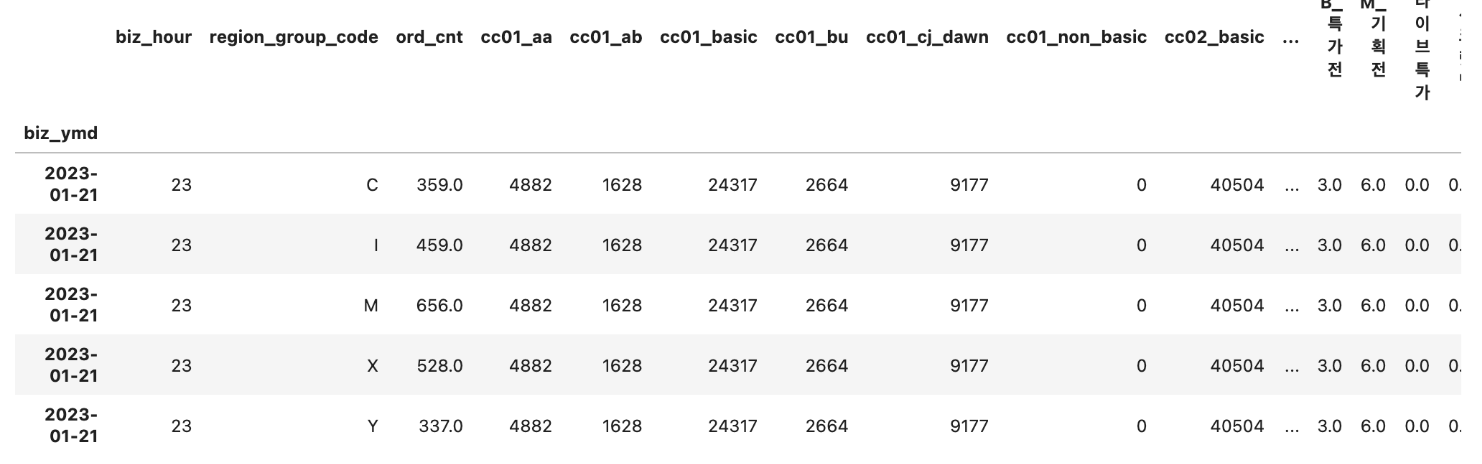 biz_hour region_group_code ord_cnt cc01_aa cc01_ab cc01_basic cc01_bu cc01_cj_dawn cc01_non_basic cc02_basic ... B_특가전 M_기획전 라이브특가
biz_ymd
2023-01-21 23 C 359.0 4882 1628 24317 2664 9177 0 40504 ... 3.0 6.0 0.0 0.
2023-01-21 23 I 459.0 4882 1628 24317 2664 9177 0 40504 ... 3.0 6.0 0.0 0.
2023-01-21 23 M 656.0 4882 1628 24317 2664 9177 0 40504 ... 3.0 6.0 0.0 0.
2023-01-21 23 X 528.0 4882 1628 24317 2664 9177 0 40504 ... 3.0 6.0 0.0 0.
2023-01-21 23 Y 337.0 4882 1628 24317 2664 9177 0 40504 ... 3.0 6.0 0.0 0.